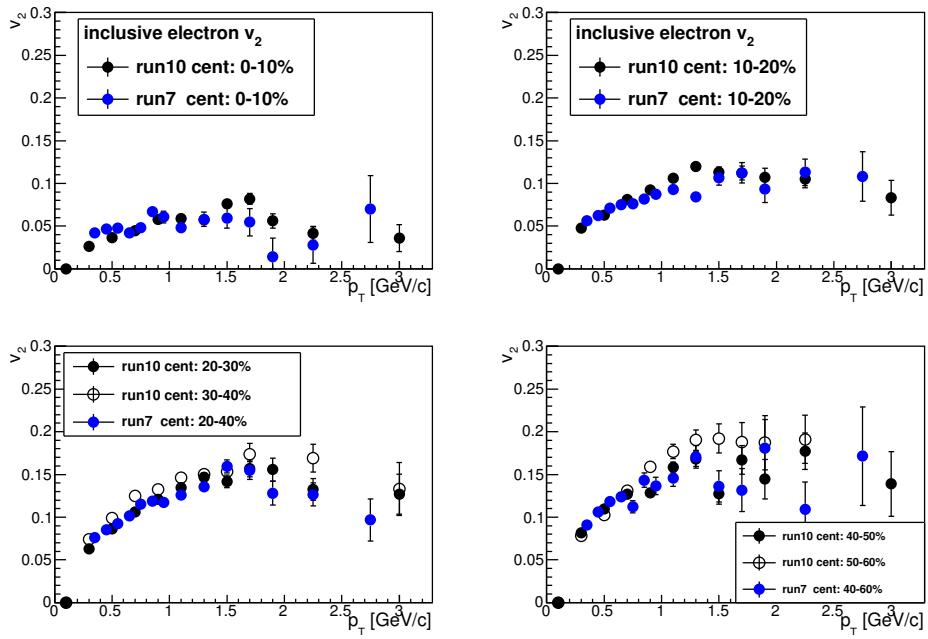 v2
0.3
0.25
0.2
0.15
0.1
0.05
0
inclusive electron v2
run10 cent: 0-10%
run7 cent: 0-10%
0 0.5 1 1.5 2 2.5 3
pT [GeV/c]
v2
0.3
0.25
0.2
0.15
0.1
0.05
0
inclusive electron v2
run10 cent: 10-20%
run7 cent: 10-20%
0 0.5 1 1.5 2 2.5 3
pT [GeV/c]
v2
0.3
0.25
0.2
0.15
0.1
0.05
0
run10 cent: 20-30%
run10 cent: 30-40%
run7 cent: 20-40%
0 0.5 1 1.5 2 2.5 3
pT [GeV/c]
v2
0.3
0.25
0.2
0.15
0.1
0.05
0
run10 cent: 40-50%
run10 cent: 50-60%
run7 cent: 40-60%
0 0.5 1 1.5 2 2.5 3
pT [GeV/c]